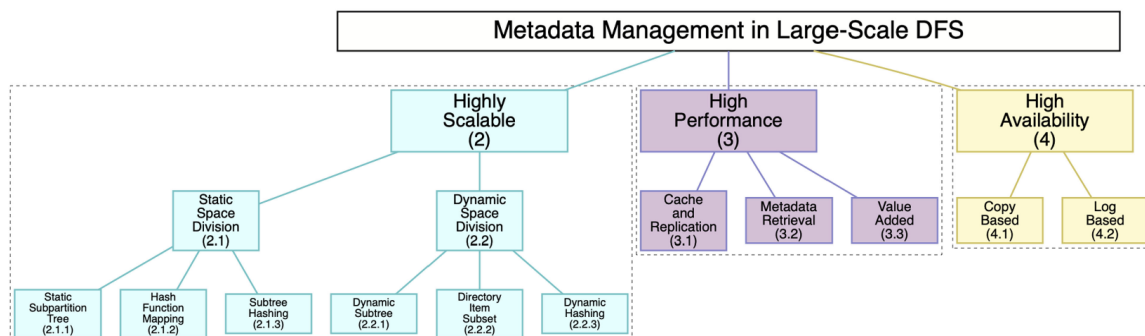 Metadata Management in Large-Scale DFS
Highly
Scalable
(2)
High
Performance
(3)
High
Availability
(4)
Static
Space
Division
(2.1)
Dynamic
Space
Division
(2.2)
Cache
and
Replication
(3.1)
Metadata
Retrieval
(3.2)
Value
Added
(3.3)
Copy
Based
(4.1)
Log
Based
(4.2)
Static
Subpartition
Tree
(2.1.1)
Hash
Function
Mapping
(2.1.2)
Subtree
Hashing
(2.1.3)
Dynamic
Subtree
(2.2.1)
Directory
Item
Subset
(2.2.2)
Dynamic
Hashing
(2.2.3)